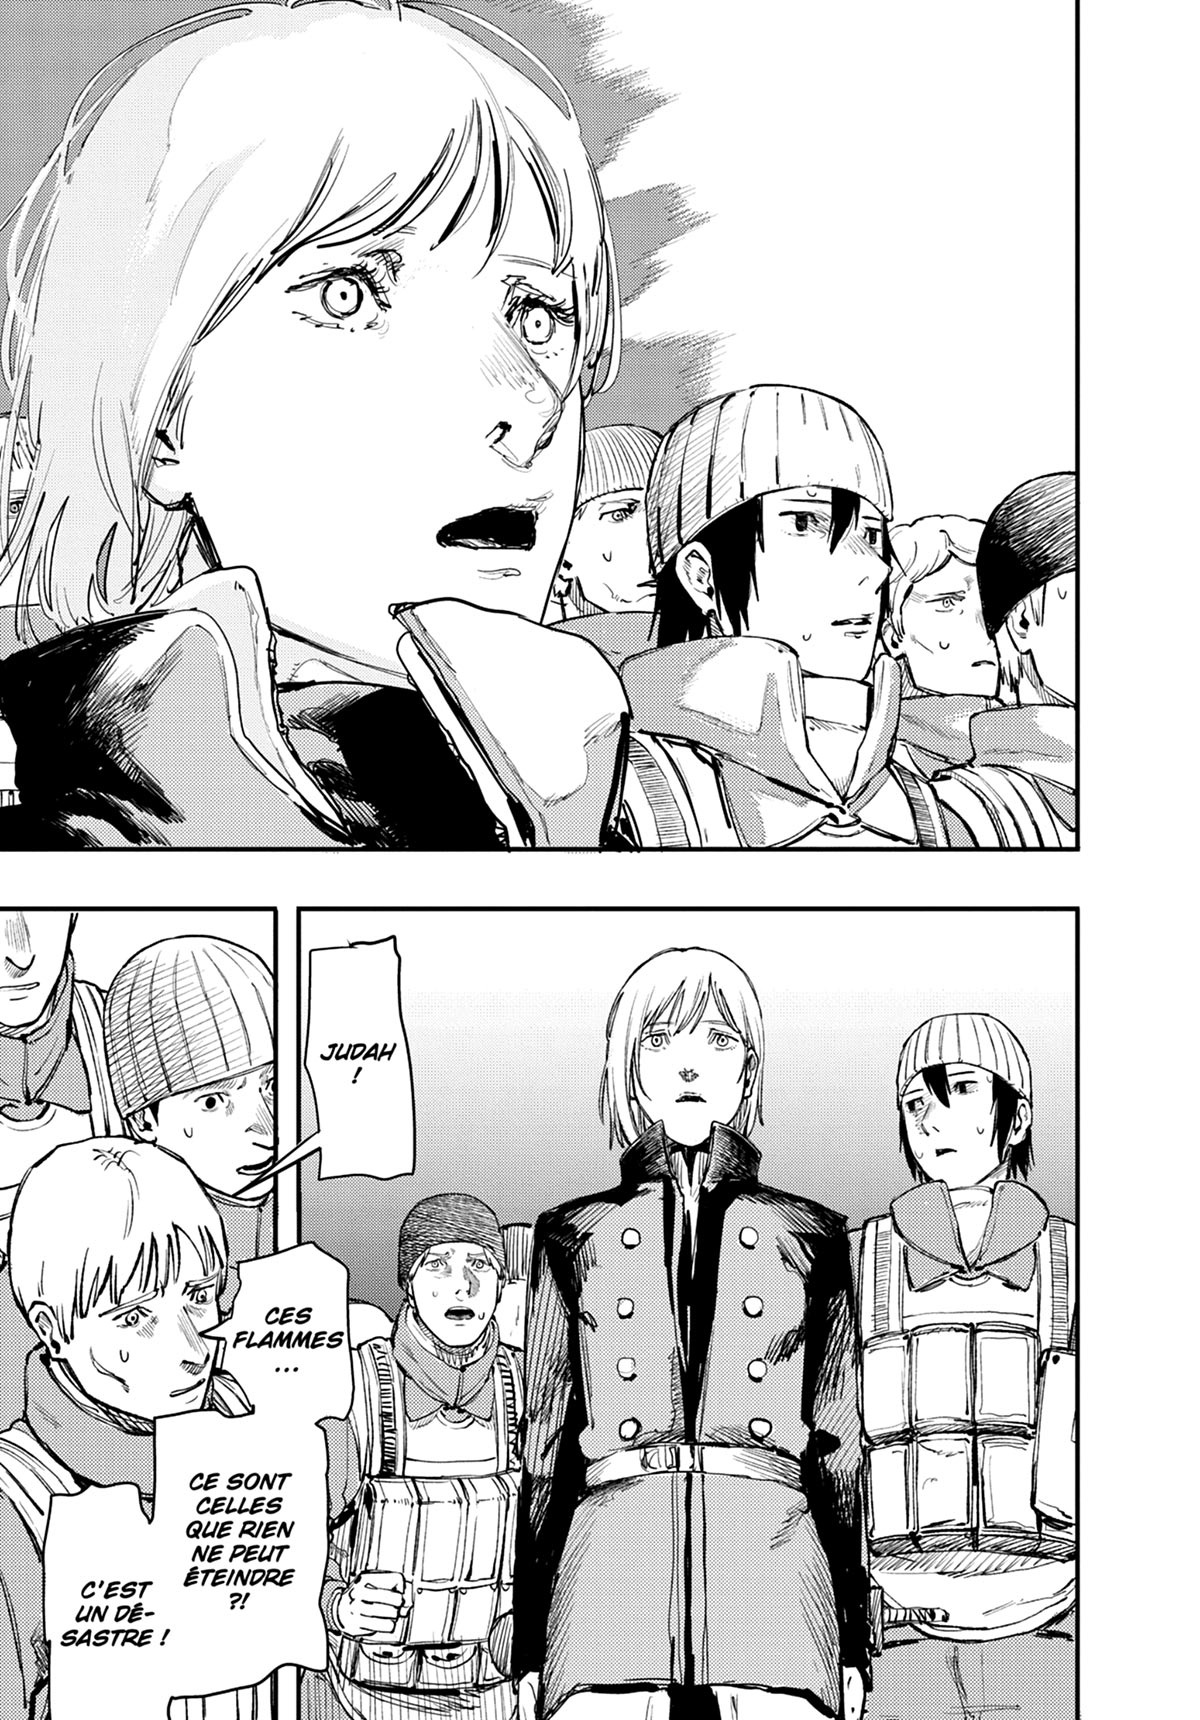 JUDAH
!
CES
FLAMMES
...
CE SONT
CELLES
QUE RIEN
NE PEUT
ÉTEINDRE
?!
C'EST
UN DÉ-
SASTRE !